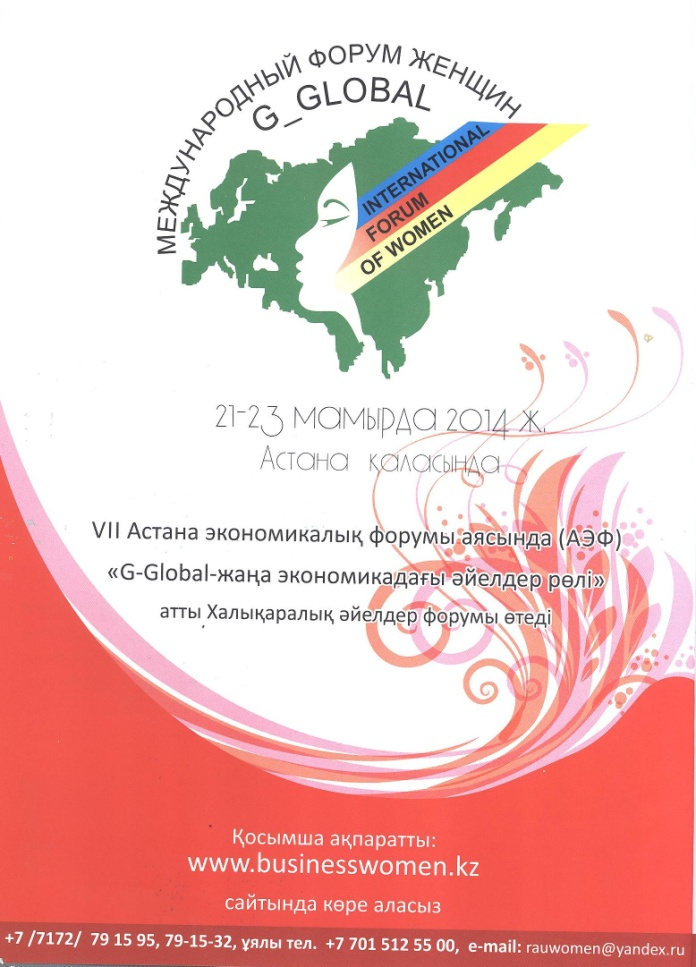 МЕЖДУНАРОДНЫЙ ФОРУМ ЖЕНЩИН
G_GLOBAL
INTERNATIONAL
FORUM
OF WOMEN
21-23 мамырда 2014 ж.
Астана қаласында
VII Астана экономикалық форумы аясында (АЭФ)
«G-Global-жаңа экономикадағы әйелдер рөлі»
атты Халықаралық әйелдер форумы өтеді
Қосымша ақпаратты:
www.businesswomen.kz
сайтында көре аласыз
+7 /7172/ 79 15 95, 79-15-32, ұялы тел. +7 701 512 55 00, e-mail: rauwomen@yandex.ru